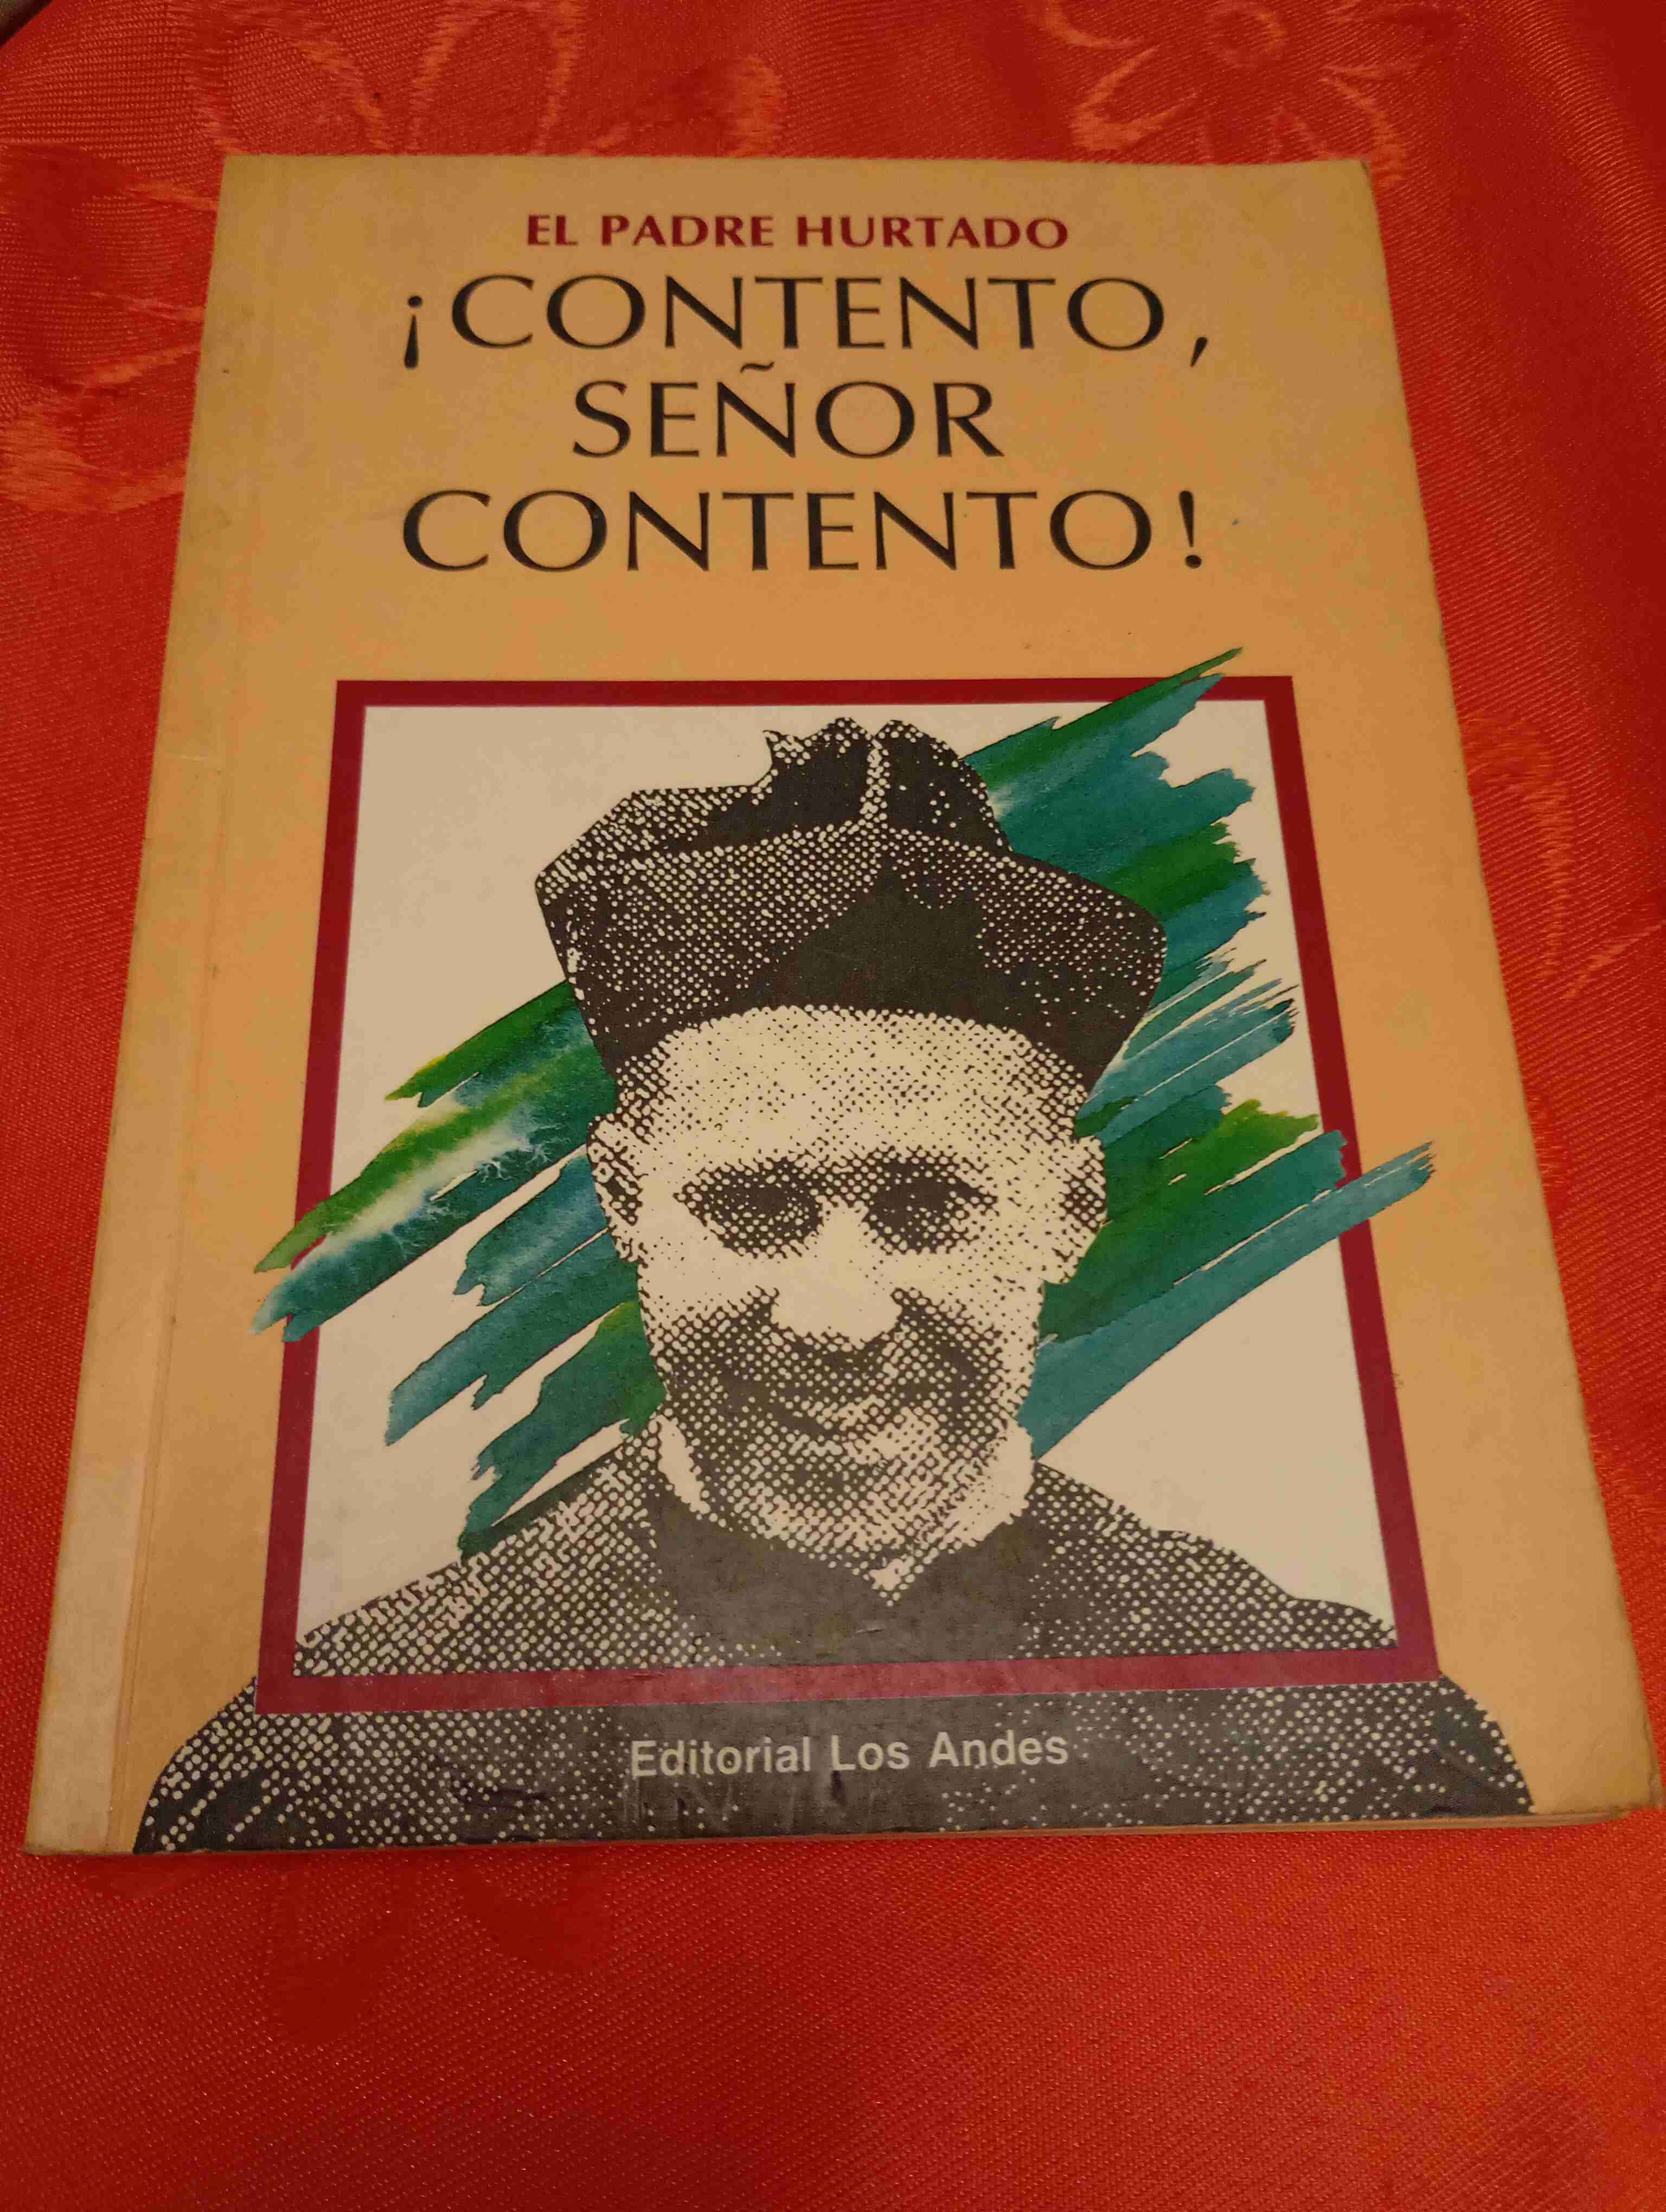 EL PADRE HURTADO
¡CONTENTO,
SEÑOR
CONTENTO!
Editorial Los Andes